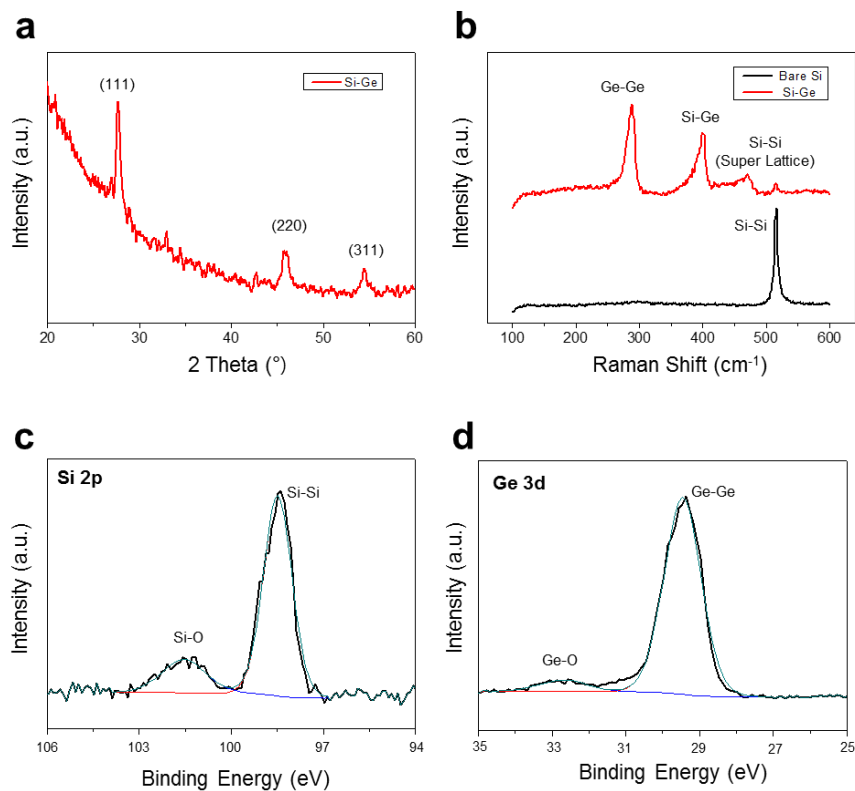 a
Si-Ge
(111)
(220)
(311)
Intensity (a.u.)
20 30 40 50 60
2 Theta (°)
b
Bare Si
Si-Ge
Ge-Ge
Si-Ge
Si-Si
(Super Lattice)
Si-Si
Intensity (a.u.)
100 200 300 400 500 600
Raman Shift (cm⁻¹)
c
Si 2p
Si-Si
Si-O
Intensity (a.u.)
106 103 100 97 94
Binding Energy (eV)
d
Ge 3d
Ge-Ge
Ge-O
Intensity (a.u.)
35 31 29 27 25
Binding Energy (eV)